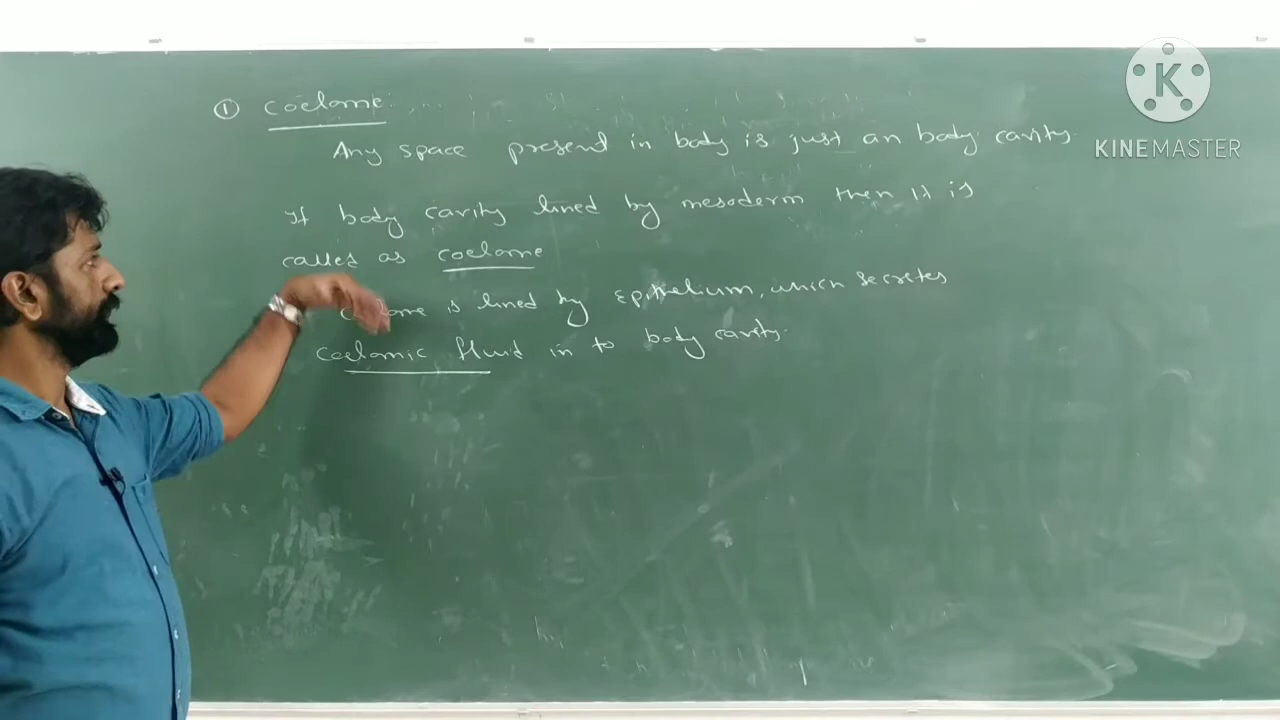 ① Coelome
Any space present in body is just an body cavity.
If body cavity lined by mesoderm then it is
called as coelome
is lined by Epithelium, which secretes
Coelomic fluid in to body cavity.
K
KINEMASTER